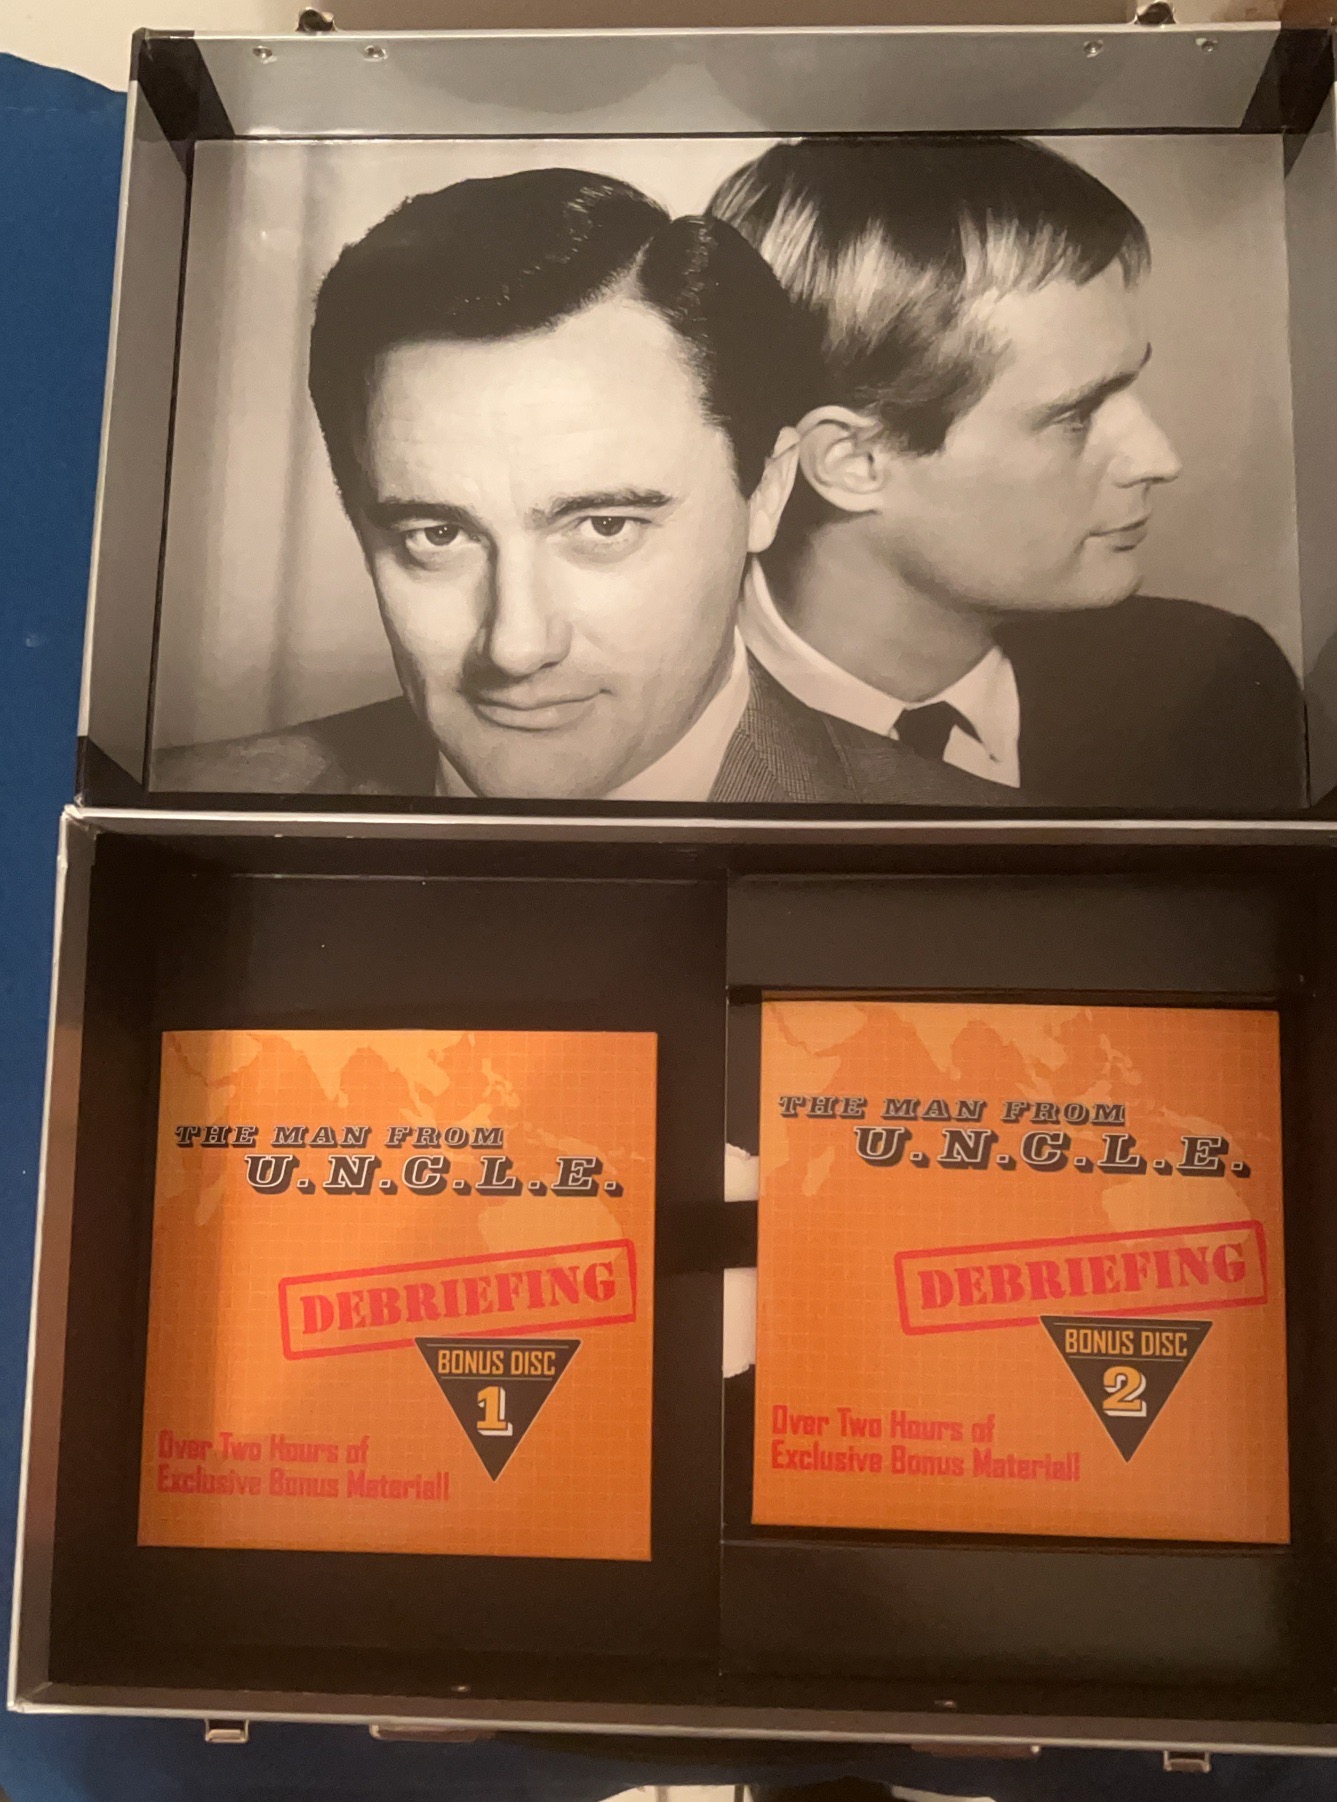 THE MAN FROM
U.N.C.L.E.
DEBRIEFING
BONUS DISC
1
Over Two Hours of
Exclusive Bonus Material!
THE MAN FROM
U.N.C.L.E.
DEBRIEFING
BONUS DISC
2
Over Two Hours of
Exclusive Bonus Material!